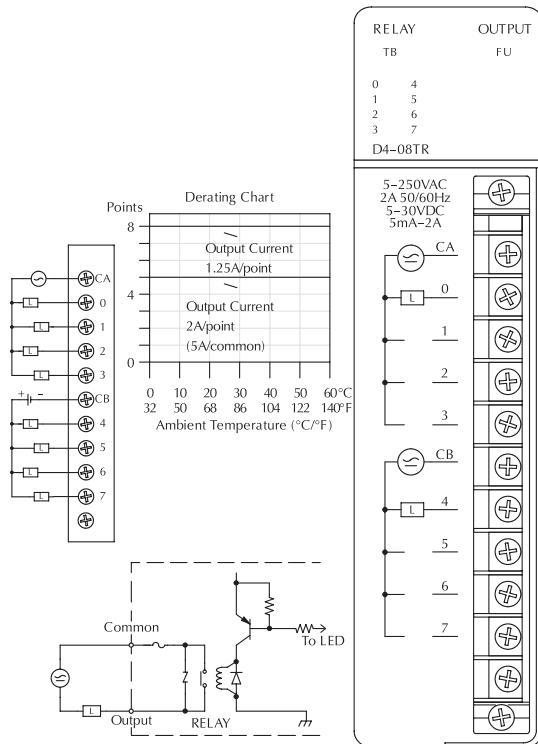 RELAY OUTPUT
TB FU
0 4
1 5
2 6
3 7
D4–08TR
5–250VAC
2A 50/60Hz
5–30VDC
5mA–2A
CA
0
L
1
2
3
CB
4
L
5
6
7
Derating Chart
Points
8
4
0
Output Current
1.25A/point
Output Current
2A/point
(5A/common)
0 10 20 30 40 50 60°C
32 50 68 86 104 122 140°F
Ambient Temperature (°C/°F)
CA
L 0
L 1
L 2
L 3
+ – CB
L 4
L 5
L 6
L 7
Common
To LED
L
Output
RELAY